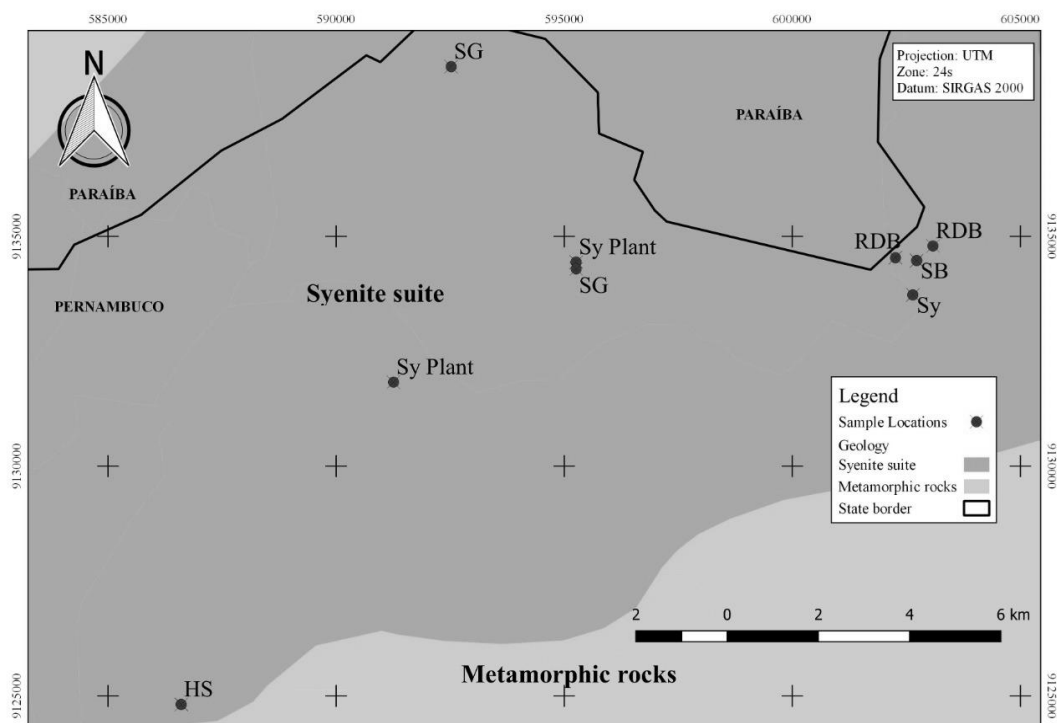 585000
590000
595000
600000
605000
N
SG
Projection: UTM
Zone: 24s
Datum: SIRGAS 2000
PARAÍBA
PARAÍBA
9135000
9135000
RDB
RDB
SB
Sy Plant
SG
Sy
Syenite suite
PERNAMBUCO
Sy Plant
Legend
Sample Locations
Geology
Syenite suite
Metamorphic rocks
State border
9130000
9130000
2 0 2 4 6 km
Metamorphic rocks
HS
9125000
9125000